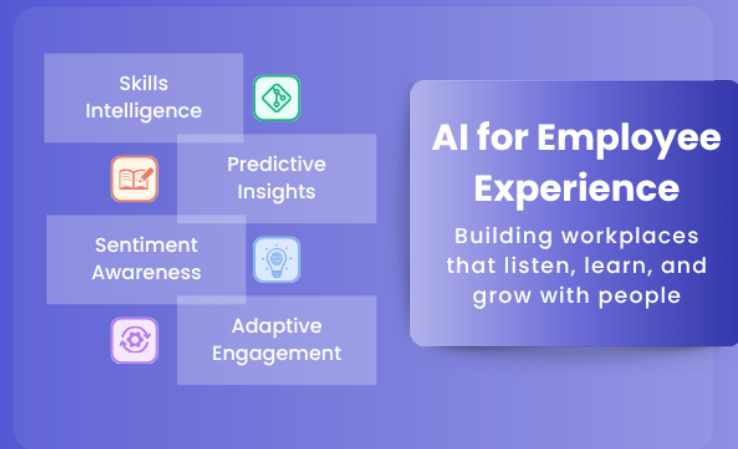 Skills
Intelligence
Predictive
Insights
Sentiment
Awareness
Adaptive
Engagement
AI for Employee
Experience
Building workplaces
that listen, learn, and
grow with people